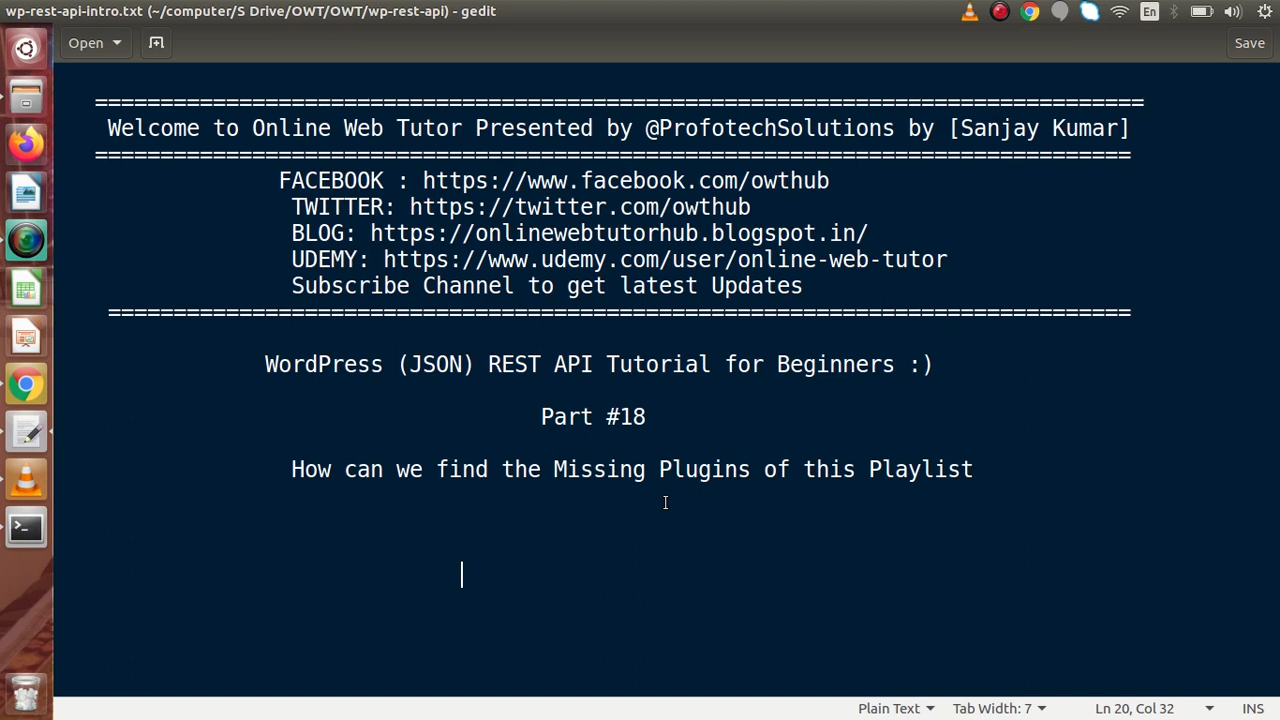 wp-rest-api-intro.txt (~/computer/S Drive/OWT/OWT/wp-rest-api) - gedit
En
Open
Save
================================================================================
Welcome to Online Web Tutor Presented by @ProfotechSolutions by [Sanjay Kumar]
===============================================================================
FACEBOOK : https://www.facebook.com/owthub
TWITTER: https://twitter.com/owthub
BLOG: https://onlinewebtutorhub.blogspot.in/
UDEMY: https://www.udemy.com/user/online-web-tutor
Subscribe Channel to get latest Updates
==============================================================================
WordPress (JSON) REST API Tutorial for Beginners :)
Part #18
How can we find the Missing Plugins of this Playlist
Plain Text
Tab Width: 7
Ln 20, Col 32
INS